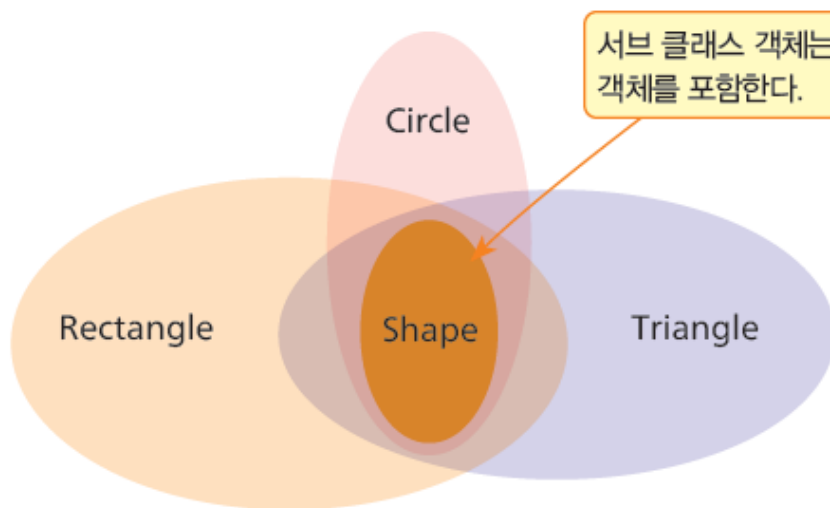 서브 클래스 객체는
객체를 포함한다.
Circle
Rectangle
Shape
Triangle